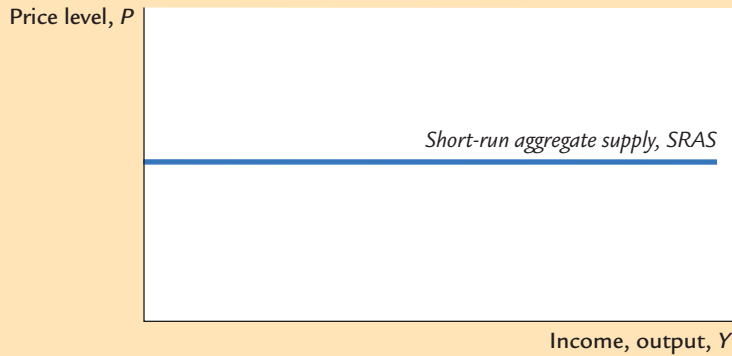 Price level, P
Short-run aggregate supply, SRAS
Income, output, Y